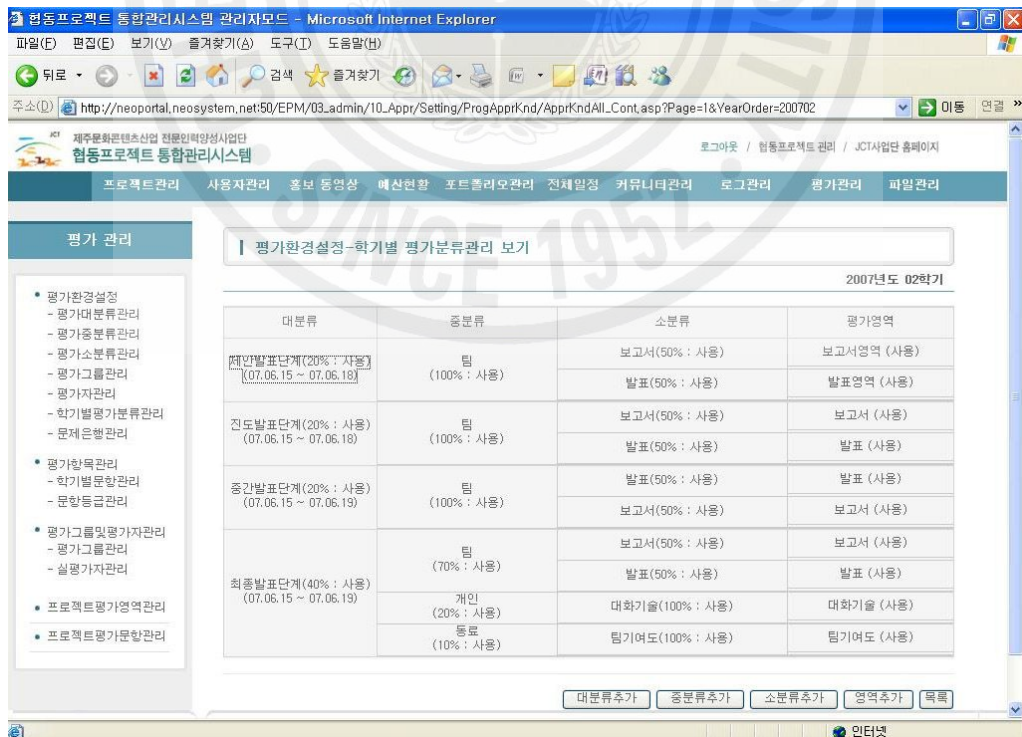 협동프로젝트 통합관리시스템 관리자모드 - Microsoft Internet Explorer
파일(F) 편집(E) 보기(V) 즐겨찾기(A) 도구(T) 도움말(H)
뒤로 검색 즐겨찾기
주소(D) http://neoportal.neosystem.net:50/EPM/03_admin/10_Appr/Setting/ProgApprKnd/ApprKndAll_Cont.asp?Page=1&YearOrder=200702 이동 연결 »
JCT 제주문화콘텐츠산업 전문인력양성사업단
협동프로젝트 통합관리시스템
로그아웃 / 협동프로젝트 관리 / JCT사업단 홈페이지
프로젝트관리 사용자관리 홍보 동영상 예산현황 포트폴리오관리 전체일정 커뮤니티관리 로그관리 평가관리 파일관리
평가 관리
평가환경설정
- 평가대분류관리
- 평가중분류관리
- 평가소분류관리
- 평가그룹관리
- 평가자관리
- 학기별평가분류관리
- 문제은행관리
평가항목관리
- 학기별문항관리
- 문항등급관리
평가그룹및평가자관리
- 평가그룹관리
- 실평가자관리
프로젝트평가영역관리
프로젝트평가문항관리
평가환경설정-학기별 평가분류관리 보기
2007년도 02학기
대분류 중분류 소분류 평가영역
제안발표단계(20% : 사용)
(07.06.15 ~ 07.06.18)
팀
(100% : 사용)
보고서(50% : 사용) 보고서영역 (사용)
발표(50% : 사용) 발표영역 (사용)
진도발표단계(20% : 사용)
(07.06.15 ~ 07.06.18)
팀
(100% : 사용)
보고서(50% : 사용) 보고서 (사용)
발표(50% : 사용) 발표 (사용)
중간발표단계(20% : 사용)
(07.06.15 ~ 07.06.19)
팀
(100% : 사용)
발표(50% : 사용) 발표 (사용)
보고서(50% : 사용) 보고서 (사용)
최종발표단계(40% : 사용)
(07.06.15 ~ 07.06.19)
팀
(70% : 사용)
보고서(50% : 사용) 보고서 (사용)
발표(50% : 사용) 발표 (사용)
개인
(20% : 사용)
대화기술(100% : 사용) 대화기술 (사용)
동료
(10% : 사용)
팀기여도(100% : 사용) 팀기여도 (사용)
대분류추가 중분류추가 소분류추가 영역추가 목록
인터넷
SINCE 1952